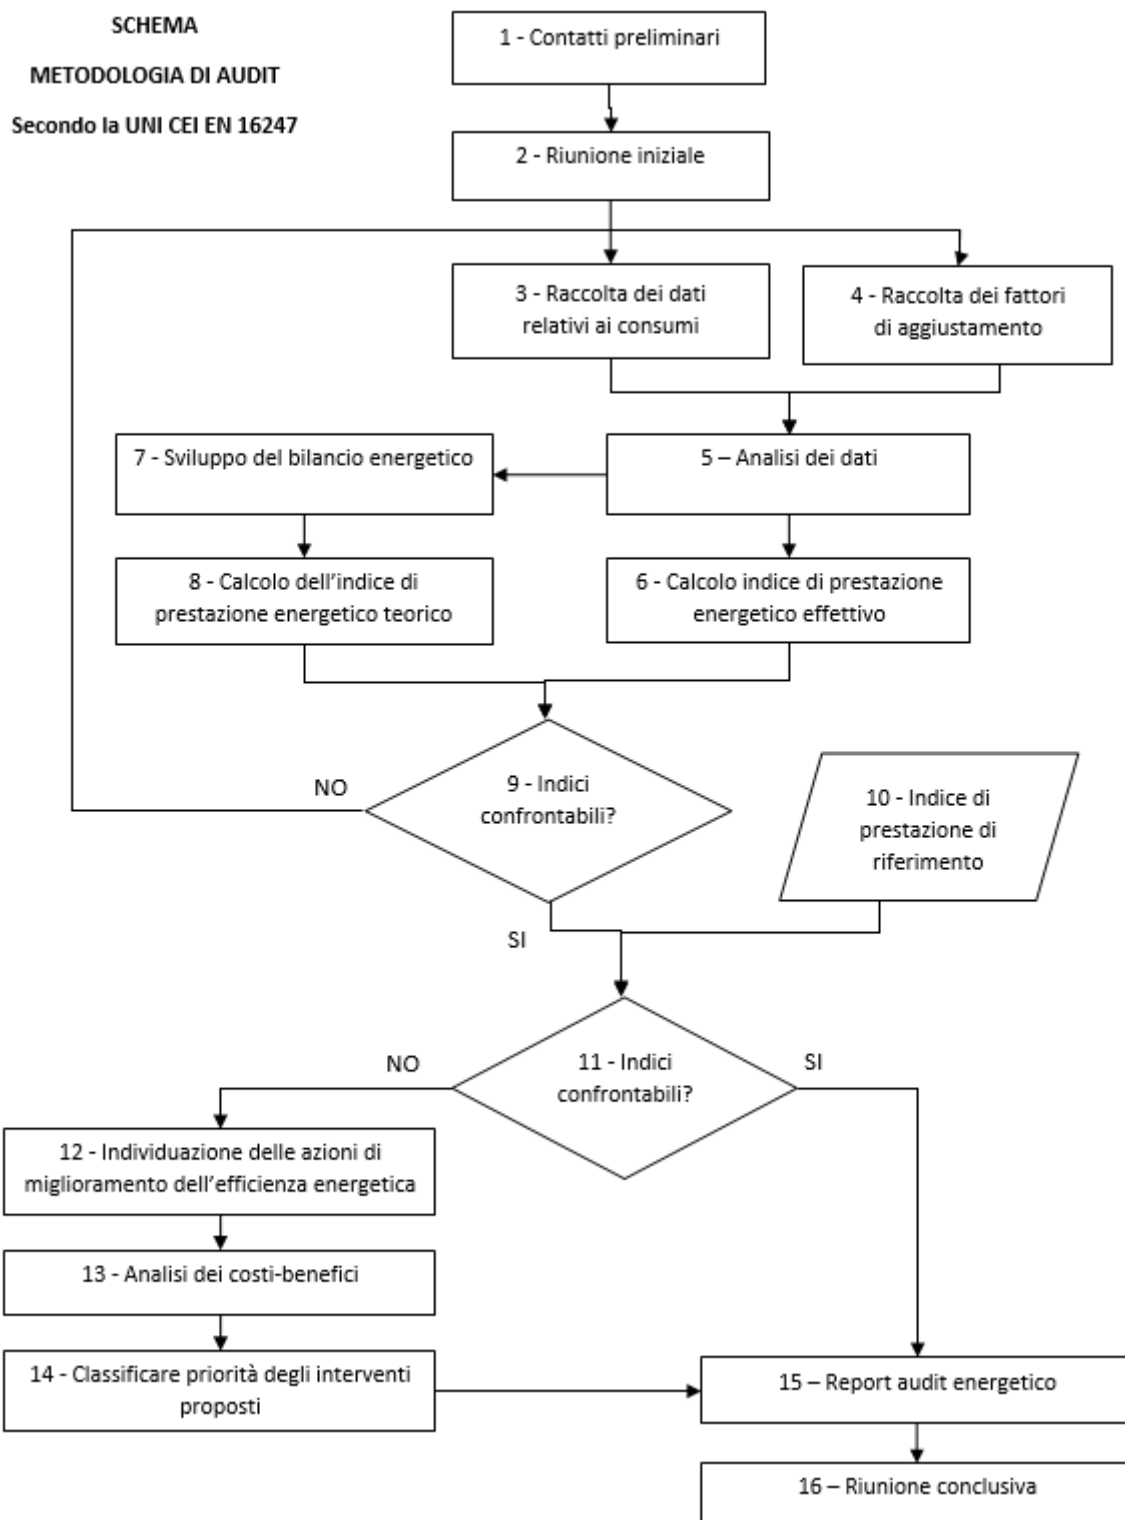 SCHEMA
METODOLOGIA DI AUDIT
Secondo la UNI CEI EN 16247
1 - Contatti preliminari
2 - Riunione iniziale
3 - Raccolta dei dati
relativi ai consumi
4 - Raccolta dei fattori
di aggiustamento
7 - Sviluppo del bilancio energetico
5 – Analisi dei dati
8 - Calcolo dell'indice di
prestazione energetico teorico
6 - Calcolo indice di prestazione
energetico effettivo
NO
9 - Indici
confrontabili?
10 - Indice di
prestazione di
riferimento
SI
NO
11 - Indici
confrontabili?
SI
12 - Individuazione delle azioni di
miglioramento dell'efficienza energetica
13 - Analisi dei costi-benefici
14 - Classificare priorità degli interventi
proposti
15 – Report audit energetico
16 – Riunione conclusiva